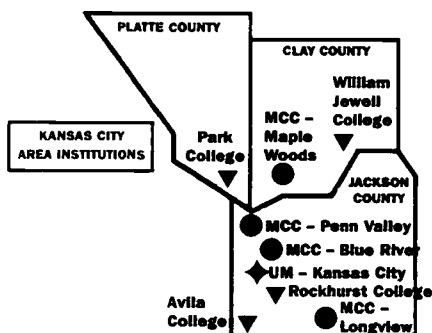 PLATTE COUNTY
CLAY COUNTY
William
Jewell
College
KANSAS CITY
AREA INSTITUTIONS
Park
College
MCC –
Maple
Woods
JACKSON
COUNTY
MCC – Penn Valley
MCC – Blue River
UM – Kansas City
Rockhurst College
Avila
College
MCC –
Longview